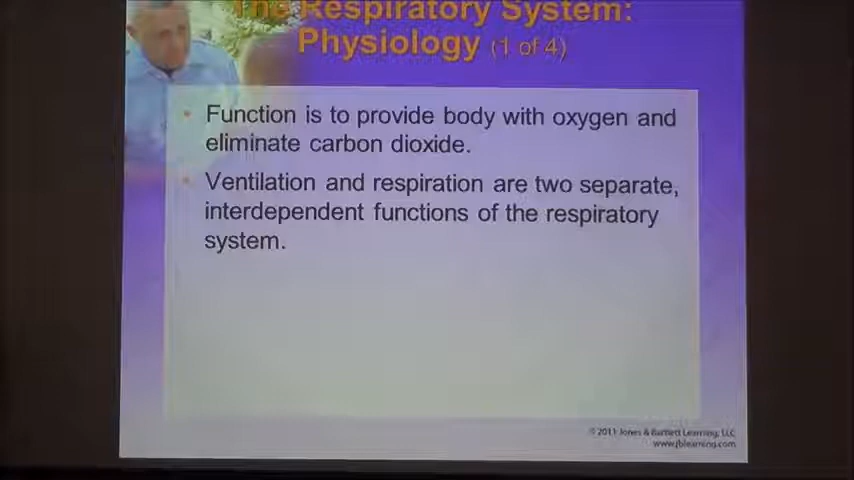 The Respiratory System:
Physiology (1 of 4)
• Function is to provide body with oxygen and
eliminate carbon dioxide.
• Ventilation and respiration are two separate,
interdependent functions of the respiratory
system.
© 2011 Jones & Bartlett Learning, LLC
www.jblearning.com